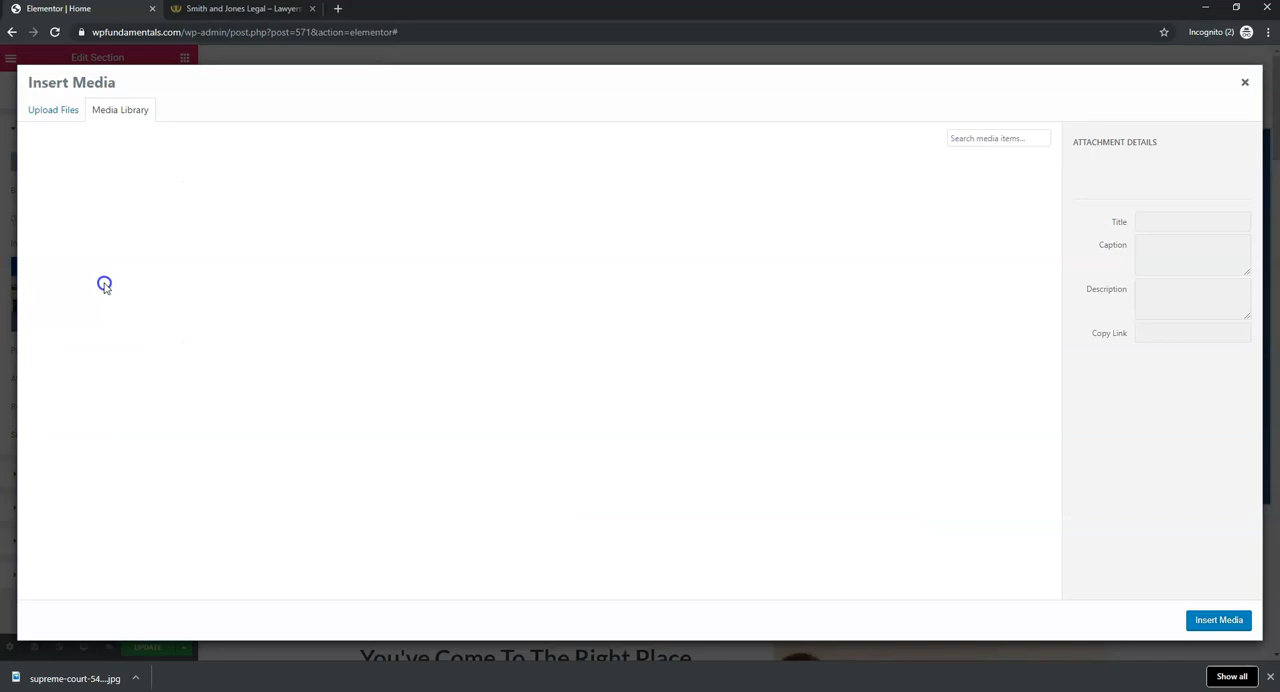 Elementor | Home
Smith and Jones Legal – Lawyers
wpfundamentals.com/wp-admin/post.php?post=571&action=elementor#
Incognito (2)
Edit Section
Insert Media
Upload Files
Media Library
Search media items...
ATTACHMENT DETAILS
Title
Caption
Description
Copy Link
Insert Media
UPDATE
You've Come To The Right Place
supreme-court-54....jpg
Show all